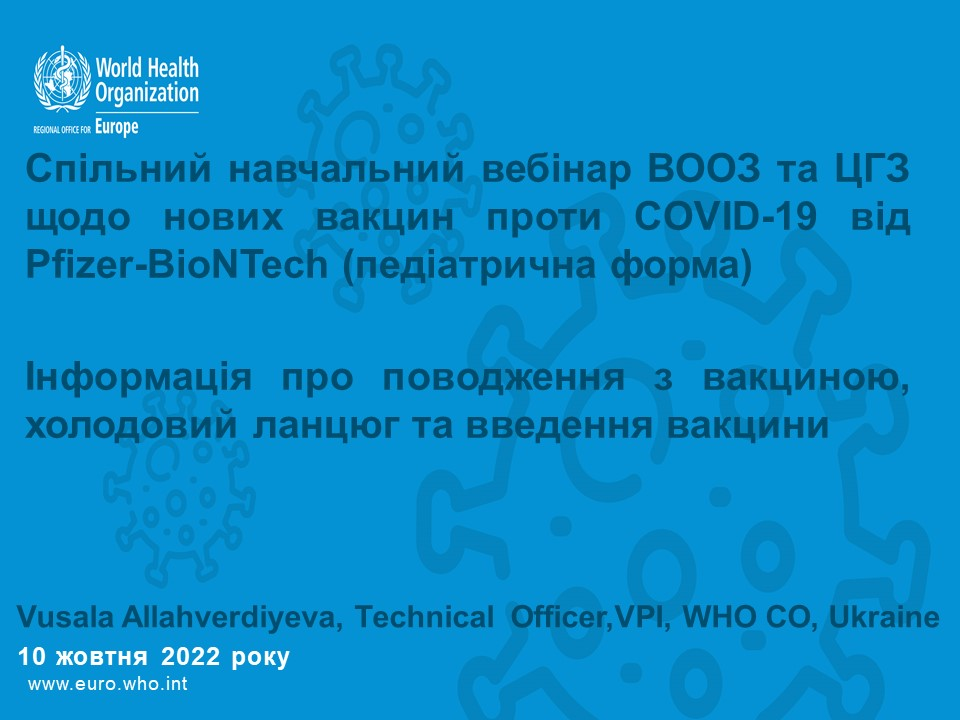 World Health
Organization
REGIONAL OFFICE FOR Europe
Спільний навчальний вебінар ВООЗ та ЦГЗ
щодо нових вакцин проти COVID-19 від
Pfizer-BioNTech (педіатрична форма)
Інформація про поводження з вакциною,
холодовий ланцюг та введення вакцини
Vusala Allahverdiyeva, Technical Officer,VPI, WHO CO, Ukraine
10 жовтня 2022 року
www.euro.who.int